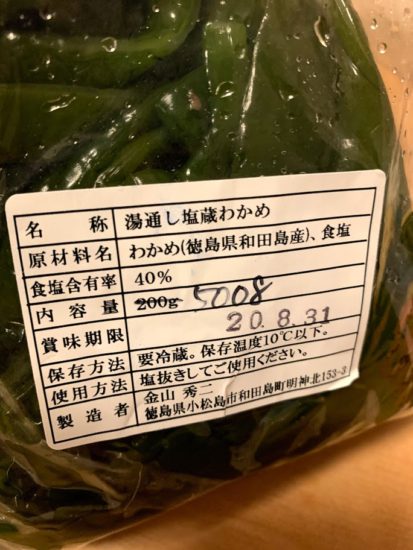 名称 湯通し塩蔵わかめ
原材料名 わかめ(徳島県和田島産)、食塩
食塩含有率 40%
内容量 200g 500g
賞味期限 20.8.31
保存方法 要冷蔵。保存温度10℃以下。
使用方法 塩抜きしてご使用ください。
製造者 金山 秀二
徳島県小松島市和田島町明神北153-3